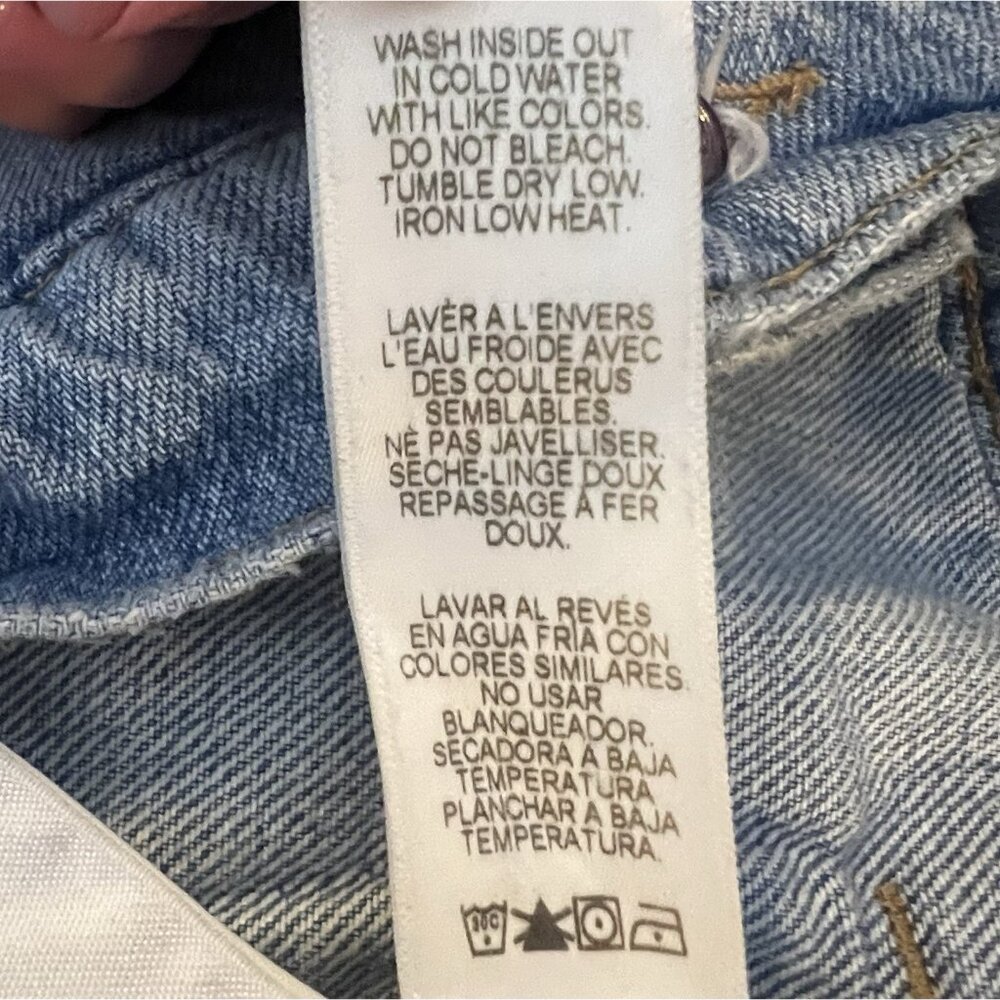 WASH INSIDE OUT
IN COLD WATER
WITH LIKE COLORS.
DO NOT BLEACH.
TUMBLE DRY LOW.
IRON LOW HEAT.
LAVÈR A L'ENVERS
L'EAU FROIDE AVEC
DES COULERUS
SEMBLABLES.
NÈ PAS JAVELLISER.
SÈCHE-LINGE DOUX
REPASSAGE À FER
DOUX.
LAVAR AL REVÉS
EN AGUA FRÍA CON
COLORES SIMILARES.
NO USAR
BLANQUEADOR.
SECADORA A BAJA
TEMPERATURA
PLANCHAR A BAJA
TEMPERATURA.
30C